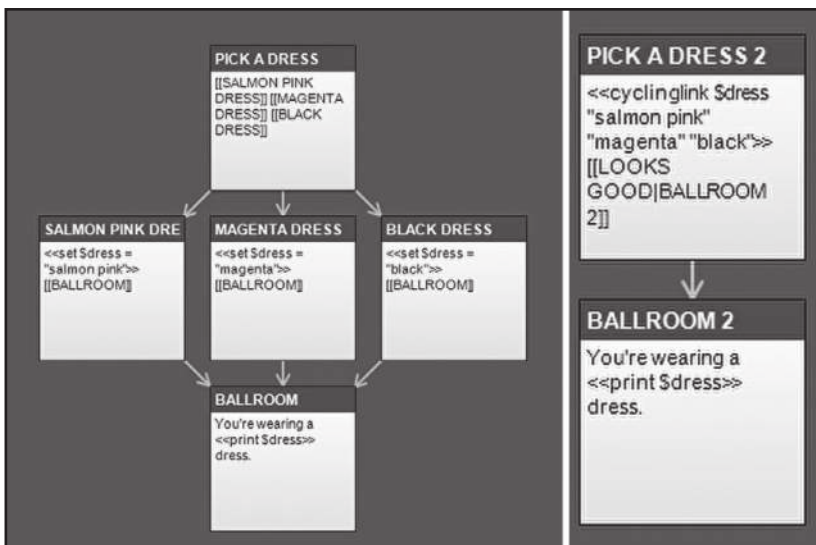 PICK A DRESS
[[SALMON PINK
DRESS]] [[MAGENTA
DRESS]] [[BLACK
DRESS]]
SALMON PINK DRE
<<set $dress =
"salmon pink">>
[[BALLROOM]]
MAGENTA DRESS
<<set $dress =
"magenta">>
[[BALLROOM]]
BLACK DRESS
<<set $dress =
"black">>
[[BALLROOM]]
BALLROOM
You're wearing a
<<print $dress>>
dress.
PICK A DRESS 2
<<cyclinglink $dress
"salmon pink"
"magenta" "black">>
[[LOOKS
GOOD|BALLROOM
2]]
BALLROOM 2
You're wearing a
<<print $dress>>
dress.